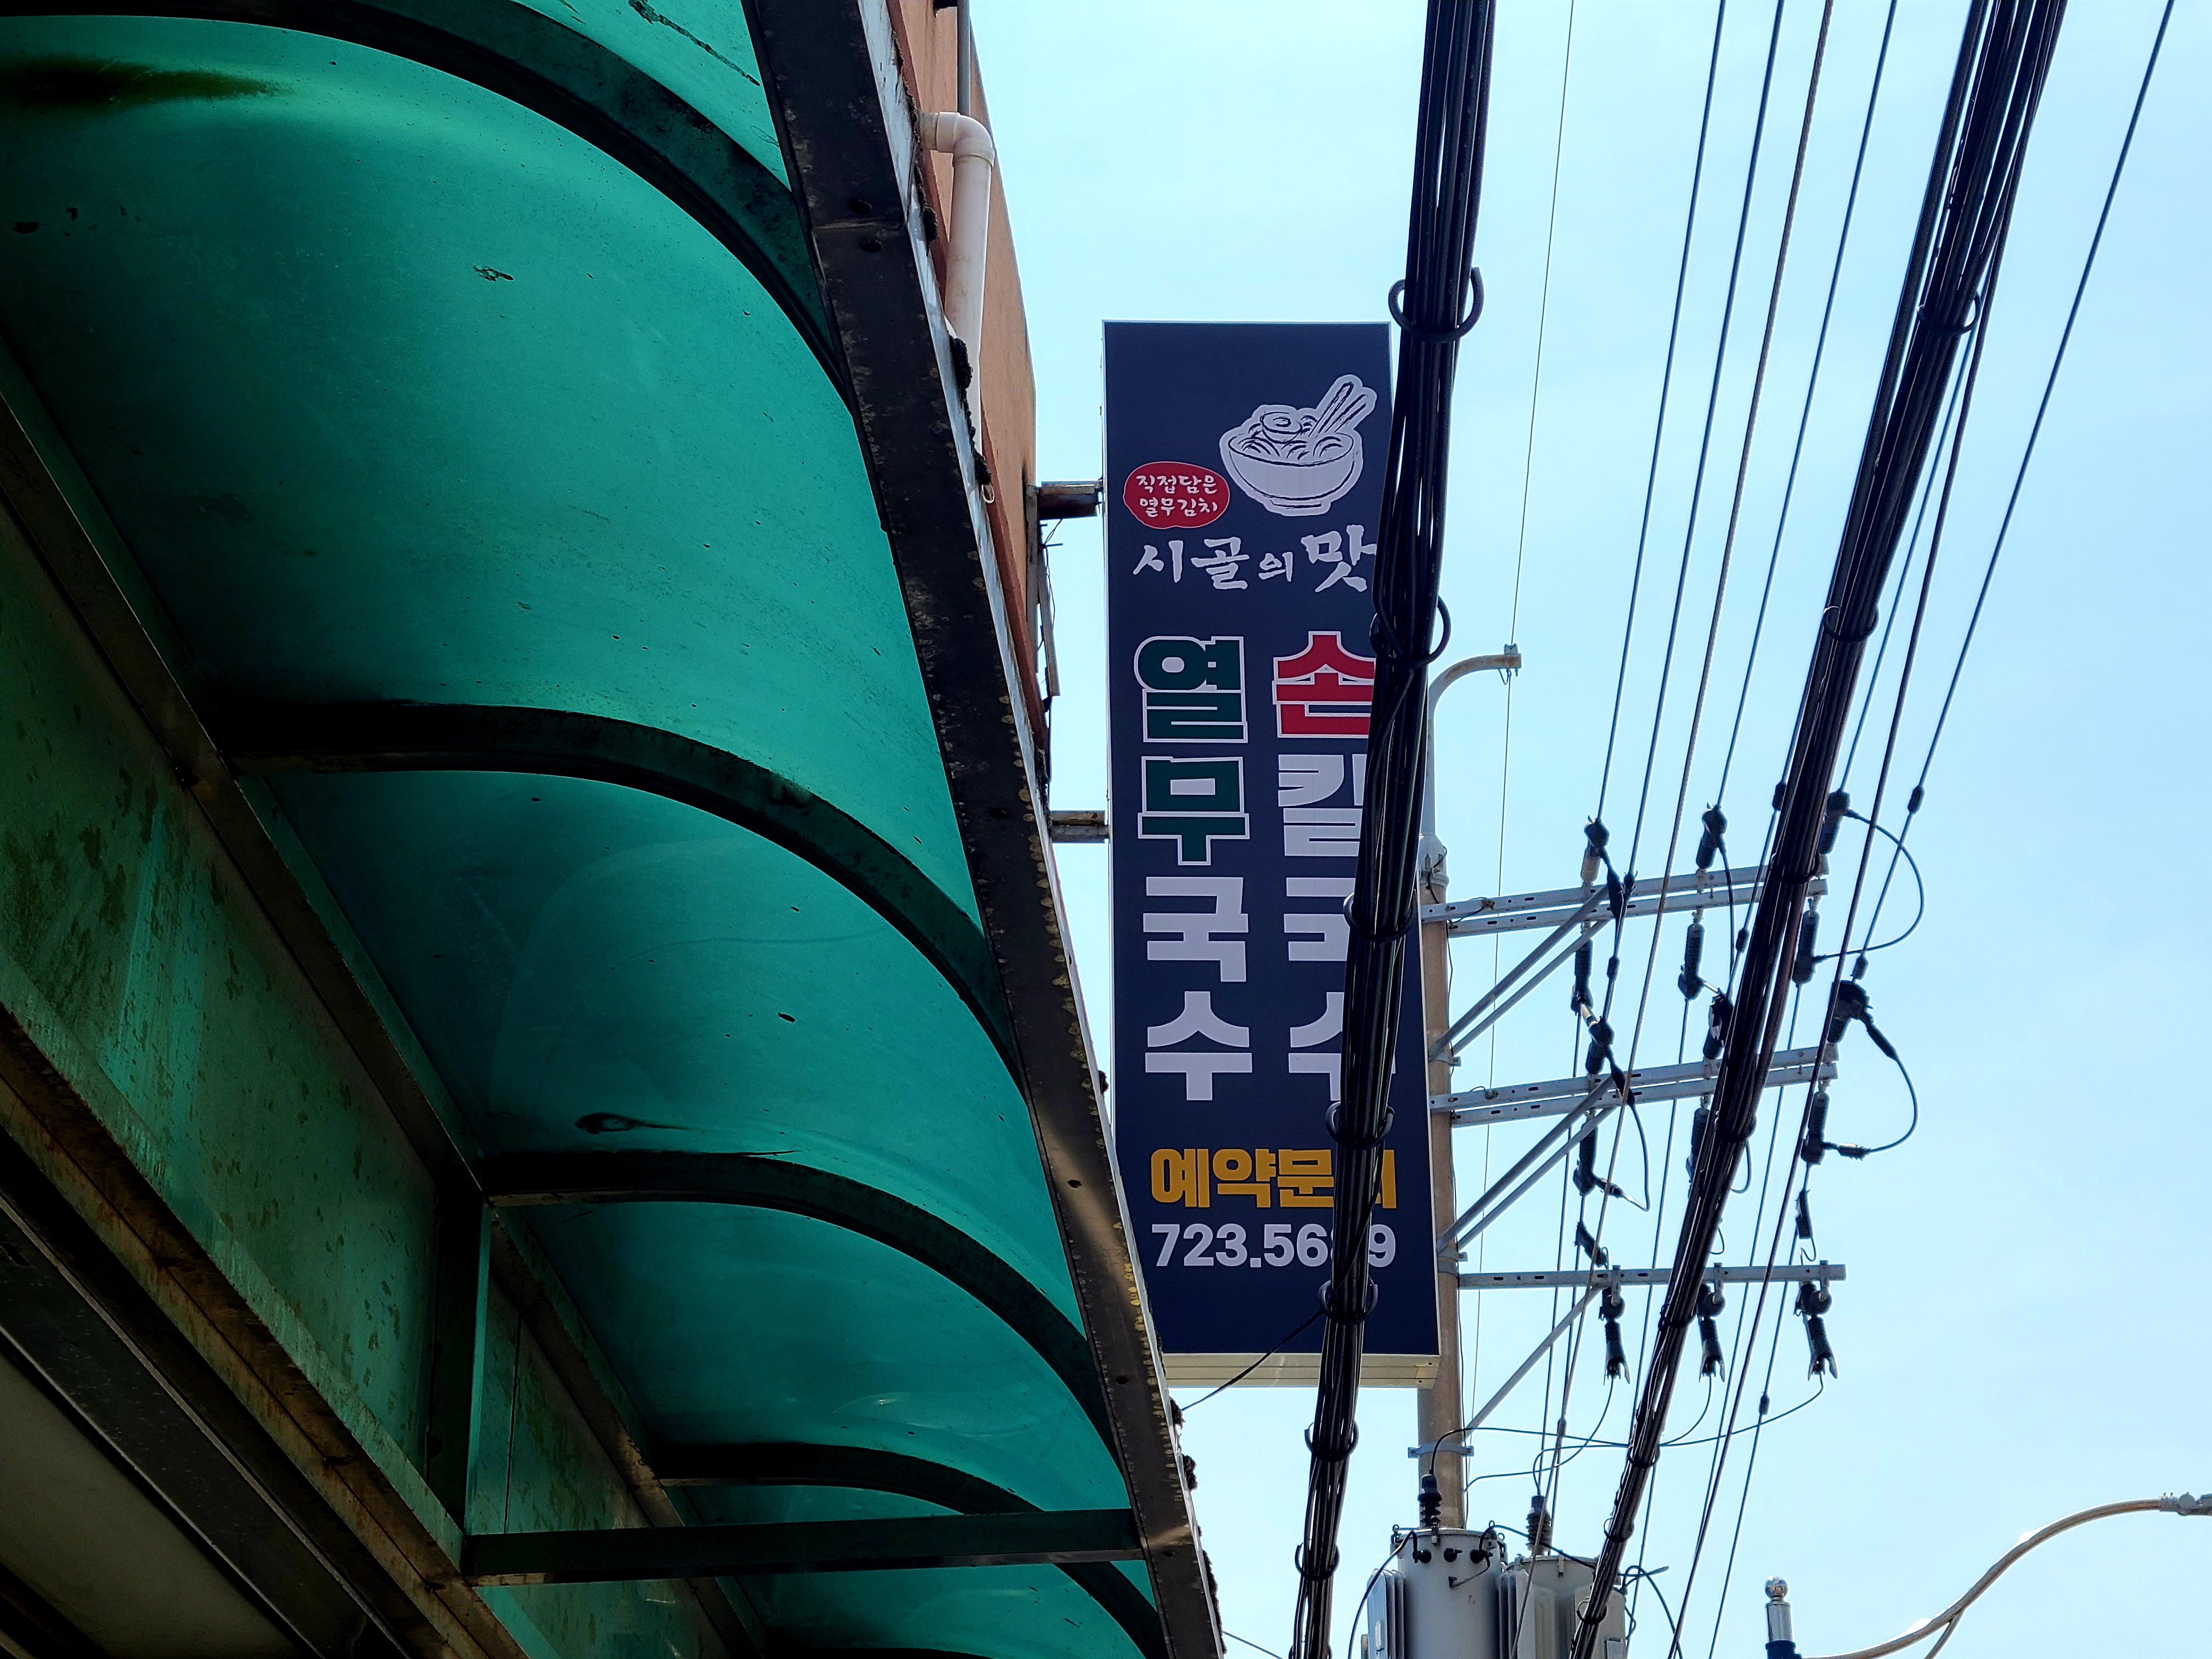 직접담은
열무김치
시골의 맛
열무국수
손칼국수
예약문의